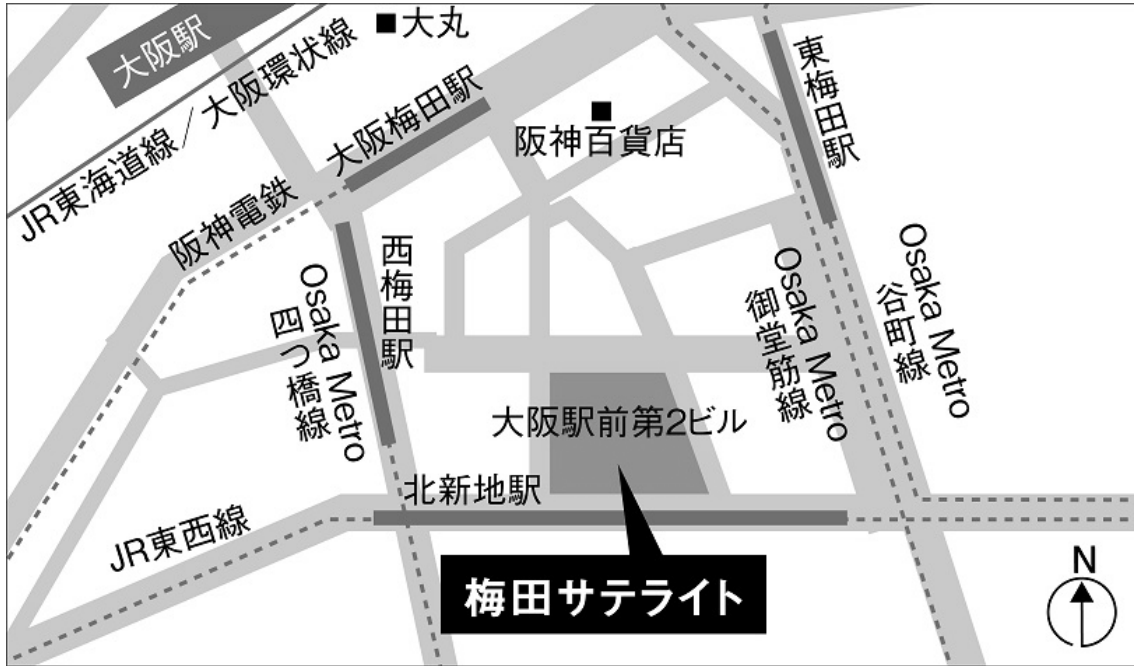 大阪駅
■大丸
JR東海道線／大阪環状線
大阪梅田駅
阪神百貨店
東梅田駅
阪神電鉄
西梅田駅
Osaka Metro
四つ橋線
Osaka Metro
御堂筋線
Osaka Metro
谷町線
大阪駅前第2ビル
北新地駅
JR東西線
梅田サテライト
N